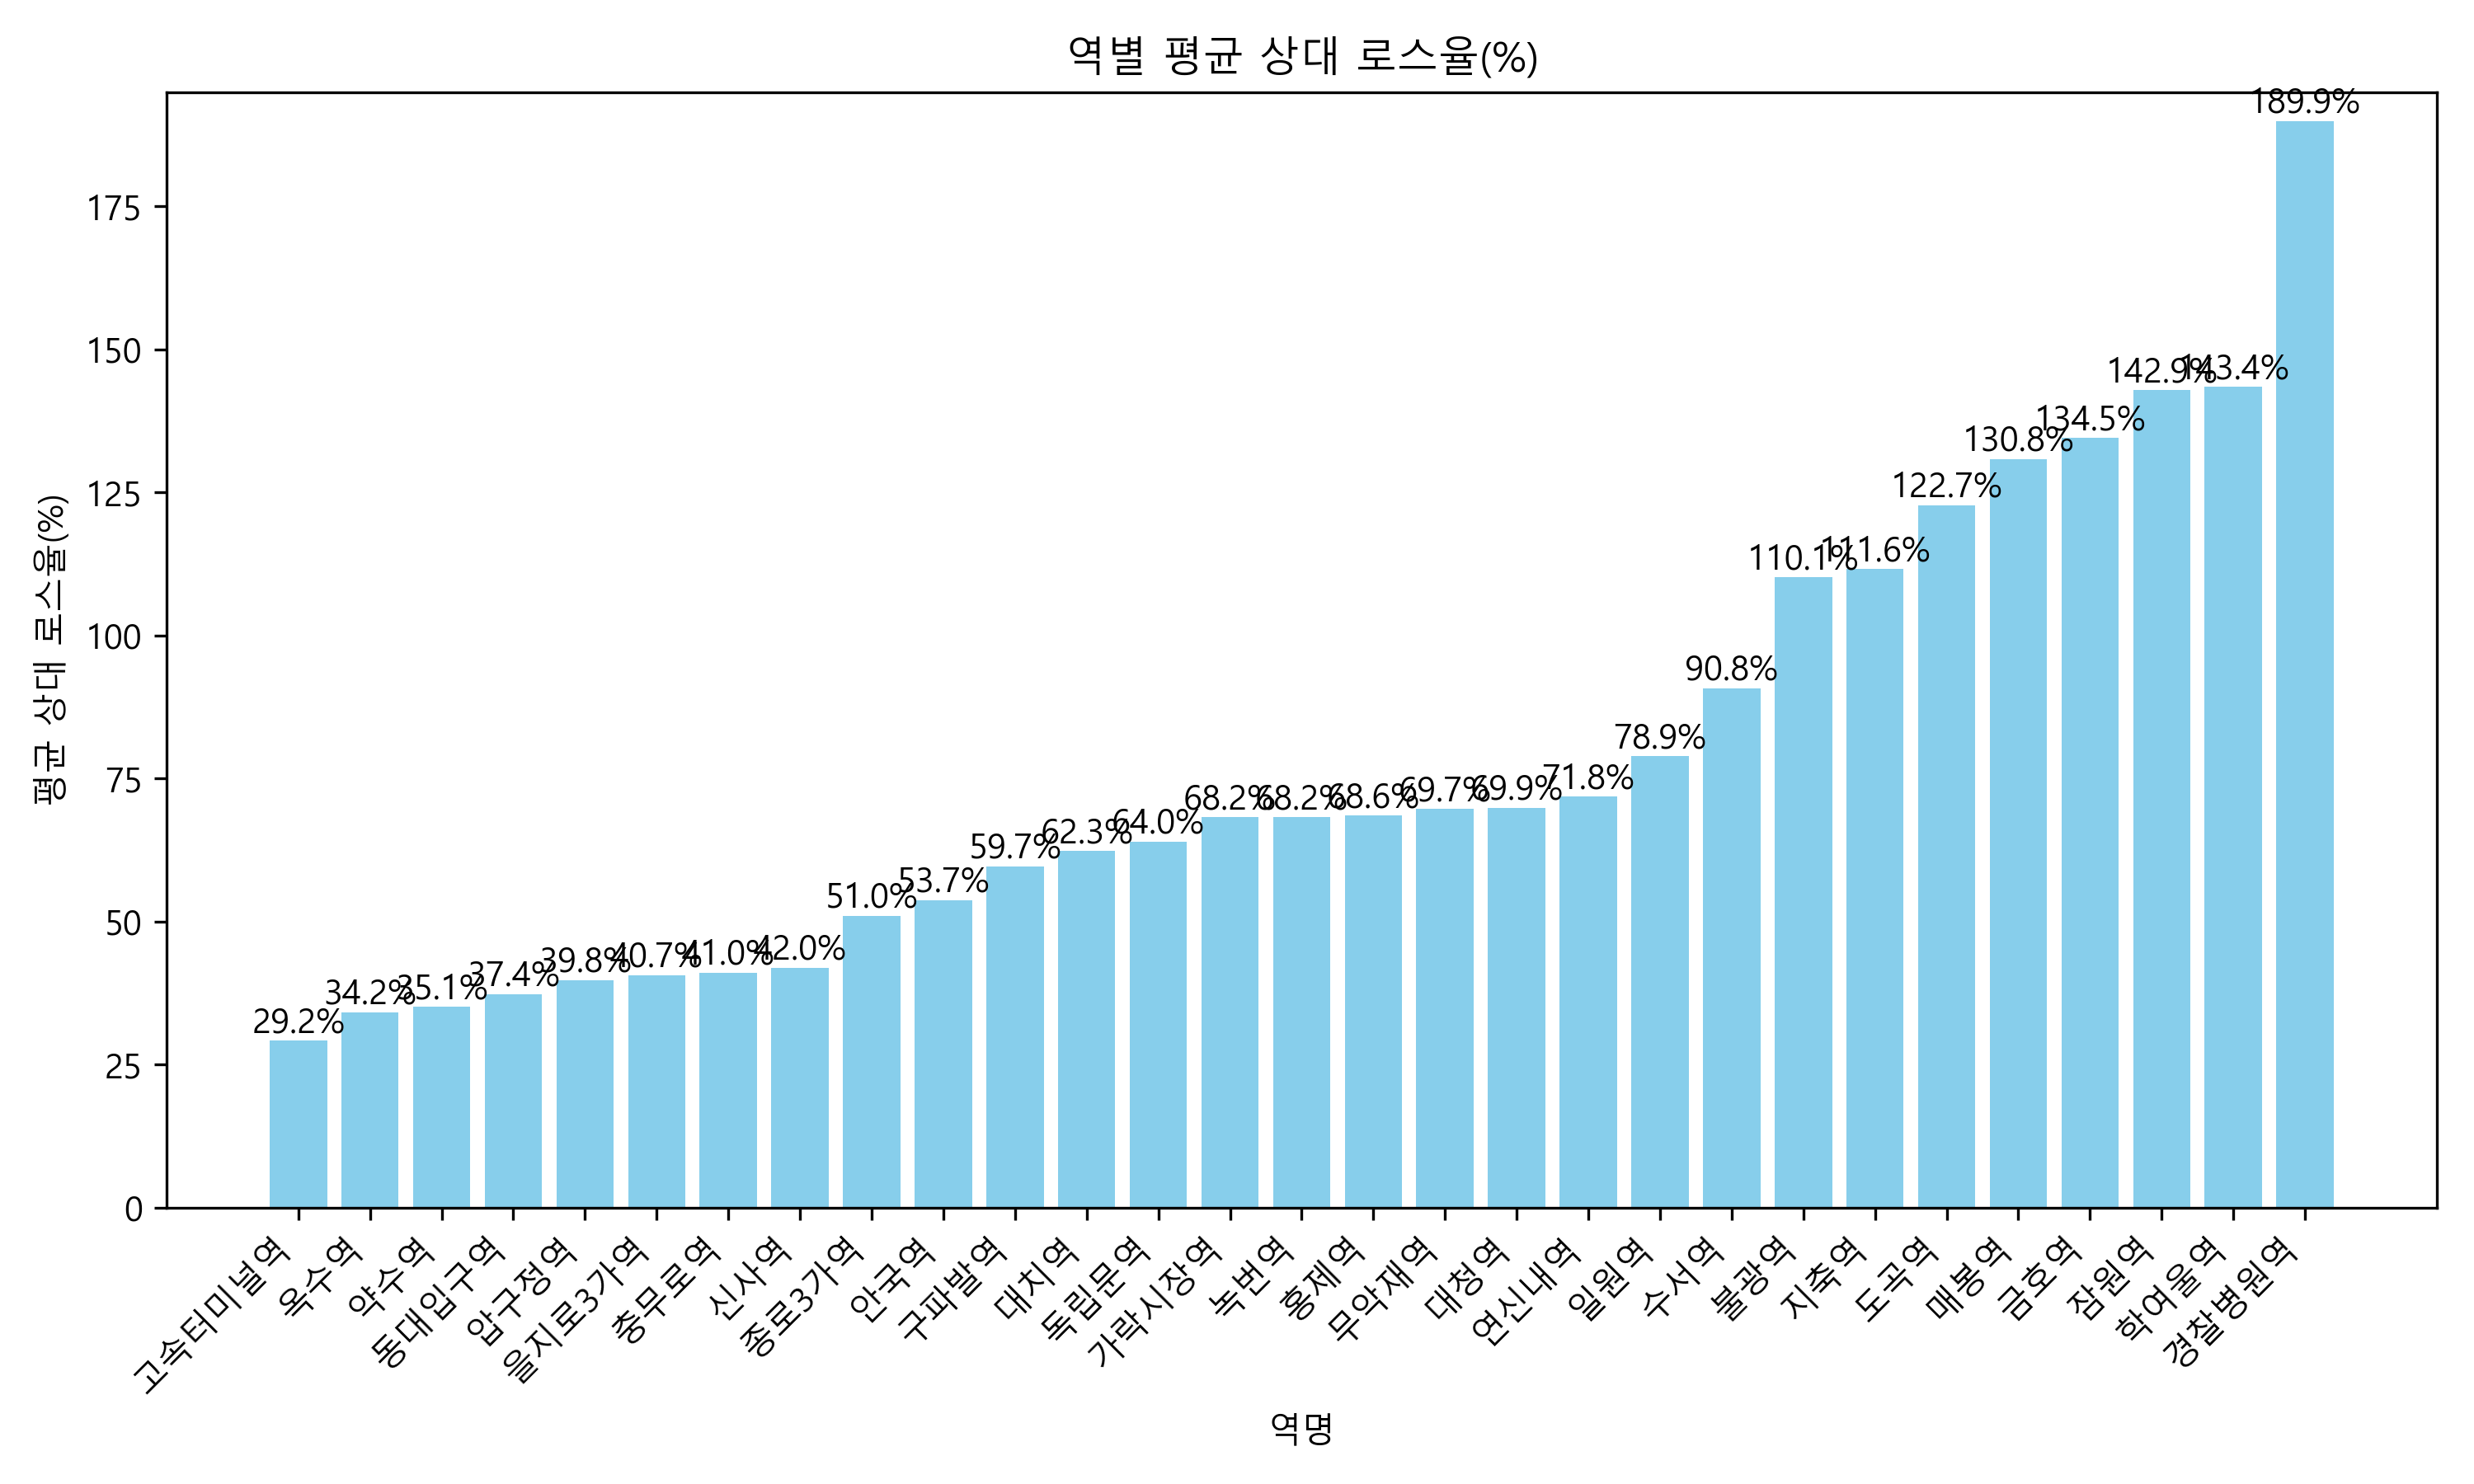 역별 평균 상대 로스율(%)
평균 상대 로스율(%)
175
150
125
100
75
50
25
0
29.2%
34.2%
35.1%
37.4%
39.8%
40.7%
41.0%
42.0%
51.0%
53.7%
59.7%
62.3%
64.0%
68.2%
68.2%
68.6%
69.7%
69.9%
71.8%
78.9%
90.8%
110.1%
111.6%
122.7%
130.8%
134.5%
142.9%
143.4%
189.9%
고속터미널역
옥수역
약수역
동대입구역
압구정역
을지로3가역
충무로역
신사역
종로3가역
안국역
구파발역
대치역
독립문역
가락시장역
녹번역
홍제역
무악재역
대청역
연신내역
일원역
수서역
불광역
지축역
도곡역
매봉역
금호역
잠원역
학여울역
경찰병원역
역명